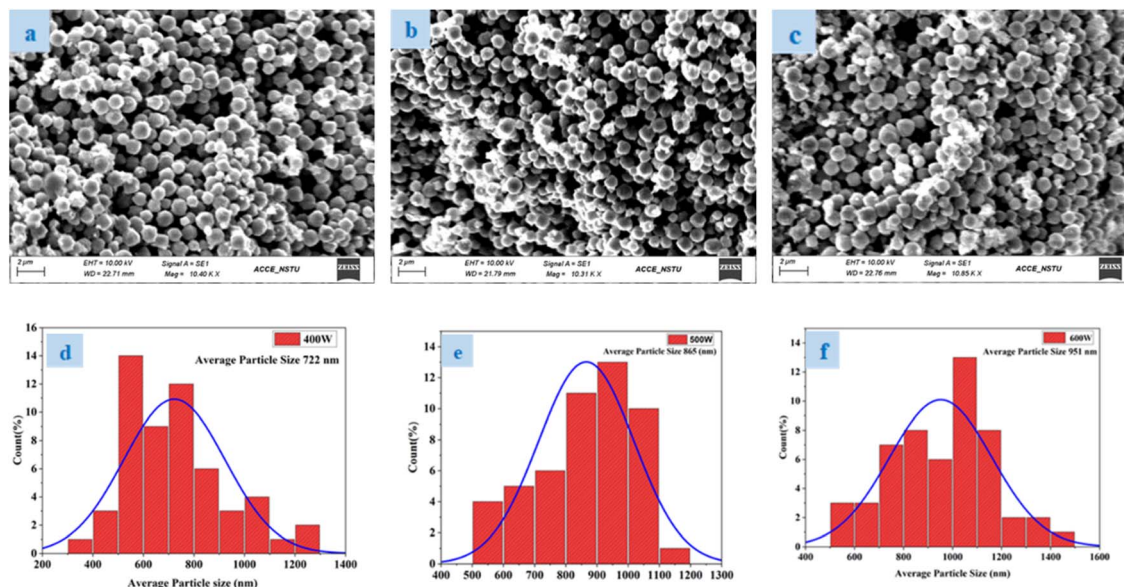 a
2 µm
EHT = 10.00 kV
Signal A = SE1
WD = 22.71 mm
Mag = 10.40 K X
ACCE_NSTU
ZEISS
b
2 µm
EHT = 10.00 kV
Signal A = SE1
WD = 21.79 mm
Mag = 10.31 K X
ACCE_NSTU
ZEISS
c
2 µm
EHT = 10.00 kV
Signal A = SE1
WD = 22.76 mm
Mag = 10.85 K X
ACCE_NSTU
ZEISS
d
400W
Average Particle Size 722 nm
Count(%)
16
14
12
10
8
6
4
2
0
200 400 600 800 1000 1200 1400
Average Particle size (nm)
e
500W
Average Particle Size 865 (nm)
Count(%)
14
12
10
8
6
4
2
0
400 500 600 700 800 900 1000 1100 1200 1300
Average Particle size (nm)
f
600W
Average Particle Size 951 nm
Count(%)
14
12
10
8
6
4
2
0
400 600 800 1000 1200 1400 1600
Average Particle Size (nm)